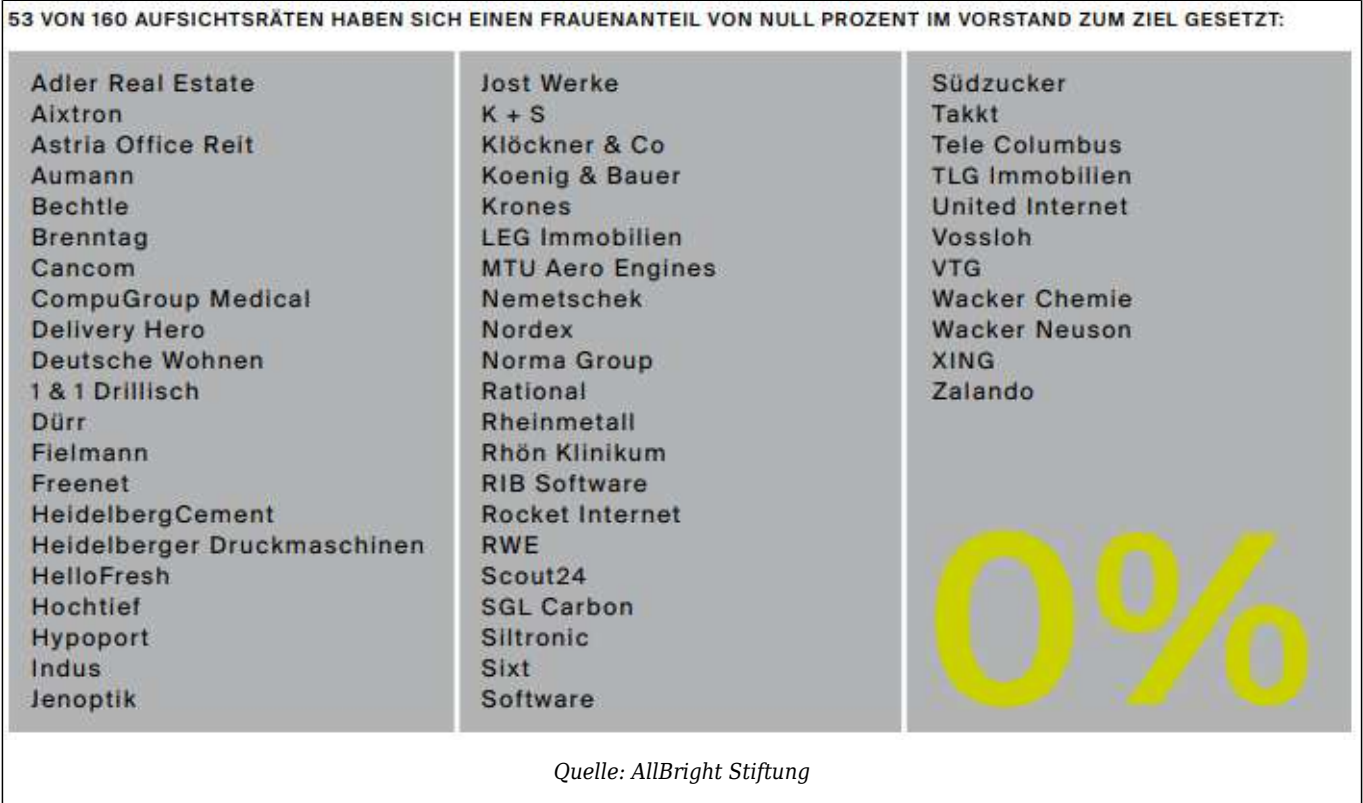 53 VON 160 AUFSICHTSRÄTEN HABEN SICH EINEN FRAUENANTEIL VON NULL PROZENT IM VORSTAND ZUM ZIEL GESETZT:
Adler Real Estate
Aixtron
Astria Office Reit
Aumann
Bechtle
Brenntag
Cancom
CompuGroup Medical
Delivery Hero
Deutsche Wohnen
1 & 1 Drillisch
Dürr
Fielmann
Freenet
HeidelbergCement
Heidelberger Druckmaschinen
HelloFresh
Hochtief
Hypoport
Indus
Jenoptik
Jost Werke
K + S
Klöckner & Co
Koenig & Bauer
Krones
LEG Immobilien
MTU Aero Engines
Nemetschek
Nordex
Norma Group
Rational
Rheinmetall
Rhön Klinikum
RIB Software
Rocket Internet
RWE
Scout24
SGL Carbon
Siltronic
Sixt
Software
Südzucker
Takkt
Tele Columbus
TLG Immobilien
United Internet
Vossloh
VTG
Wacker Chemie
Wacker Neuson
XING
Zalando
0%
Quelle: AllBright Stiftung